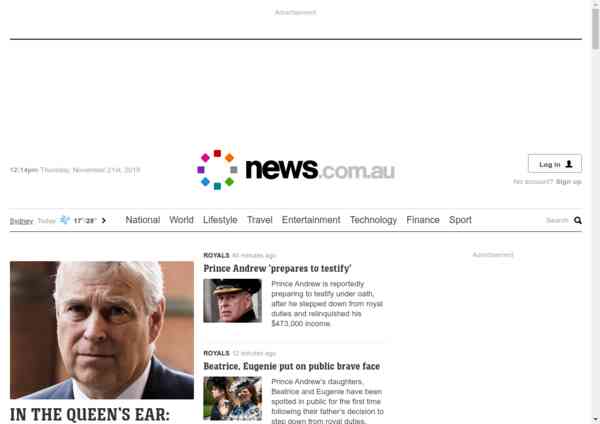 Advertisement
12:14pm Thursday, November 21st, 2019
news.com.au
Log in
No account? Sign up
Sydney Today 17°/28° National World Lifestyle Travel Entertainment Technology Finance Sport Search
ROYALS minutes ago
Advertisement
Prince Andrew 'prepares to testify'
Prince Andrew is reportedly
preparing to testify under oath,
after he stepped down from royal
duties and relinquished his
$473,000 income.
ROYALS 12 minutes ago
Beatrice, Eugenie put on public brave face
Prince Andrew's daughters,
Beatrice and Eugenie have been
spotted in public for the first time
following their father's decision to
step down from royal duties.
IN THE QUEEN'S EAR: